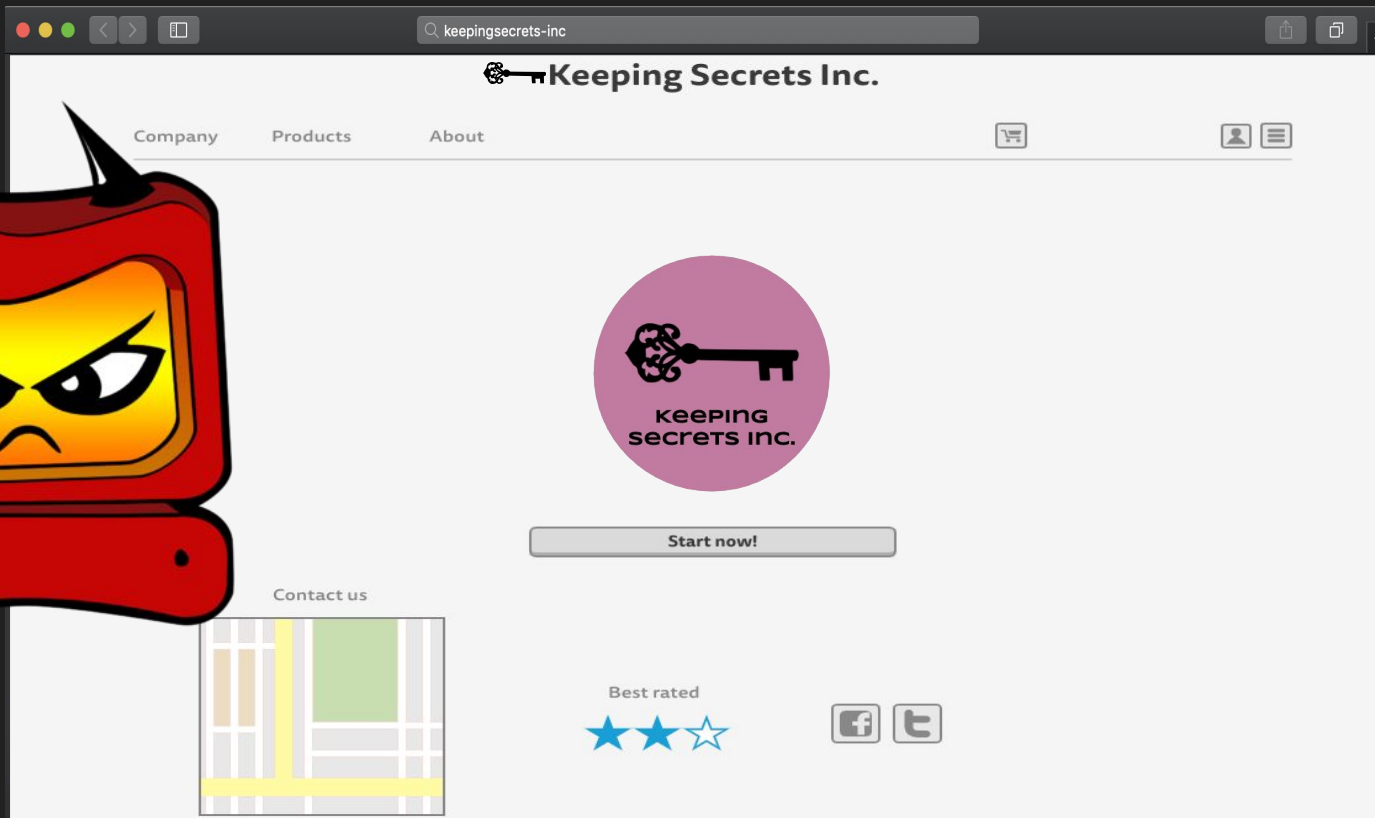 keepingsecrets-inc
Keeping Secrets Inc.
Company Products About
Keeping
Secrets Inc.
Start now!
Contact us
Best rated